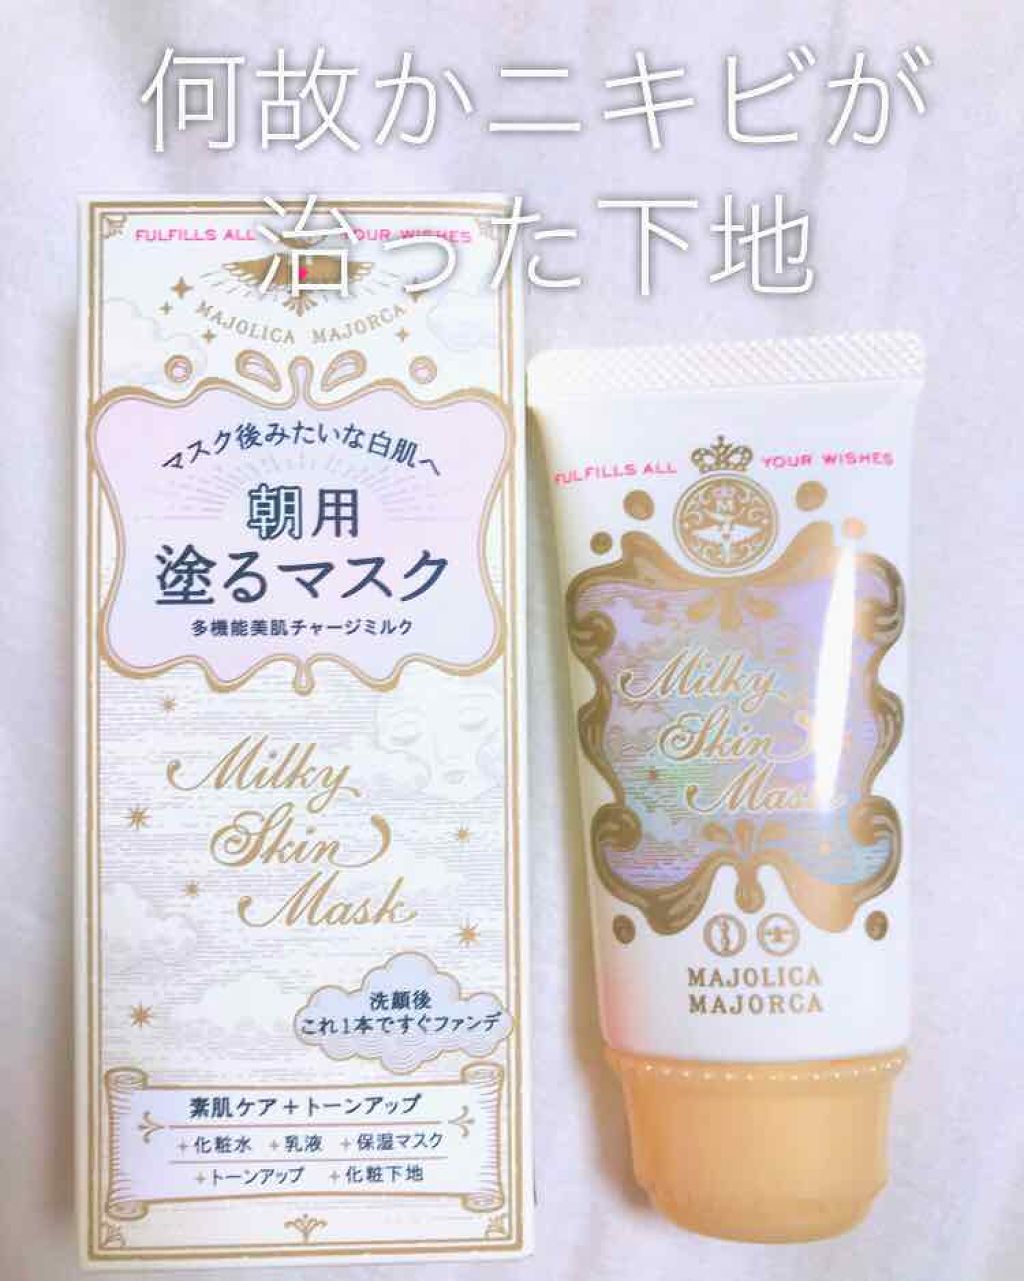 何故かニキビが
治った下地
FULFILLS ALL YOUR WISHES
MAJOLICA MAJORCA
マスク後みたいな白肌へ
朝用
塗るマスク
多機能美肌チャージミルク
Milky
Skin
Mask
洗顔後
これ1本ですぐファンデ
素肌ケア+トーンアップ
+化粧水 +乳液 +保湿マスク
+トーンアップ +化粧下地
FULFILLS ALL YOUR WISHES
M
Milky
Skin
Mask
MAJOLICA
MAJORCA